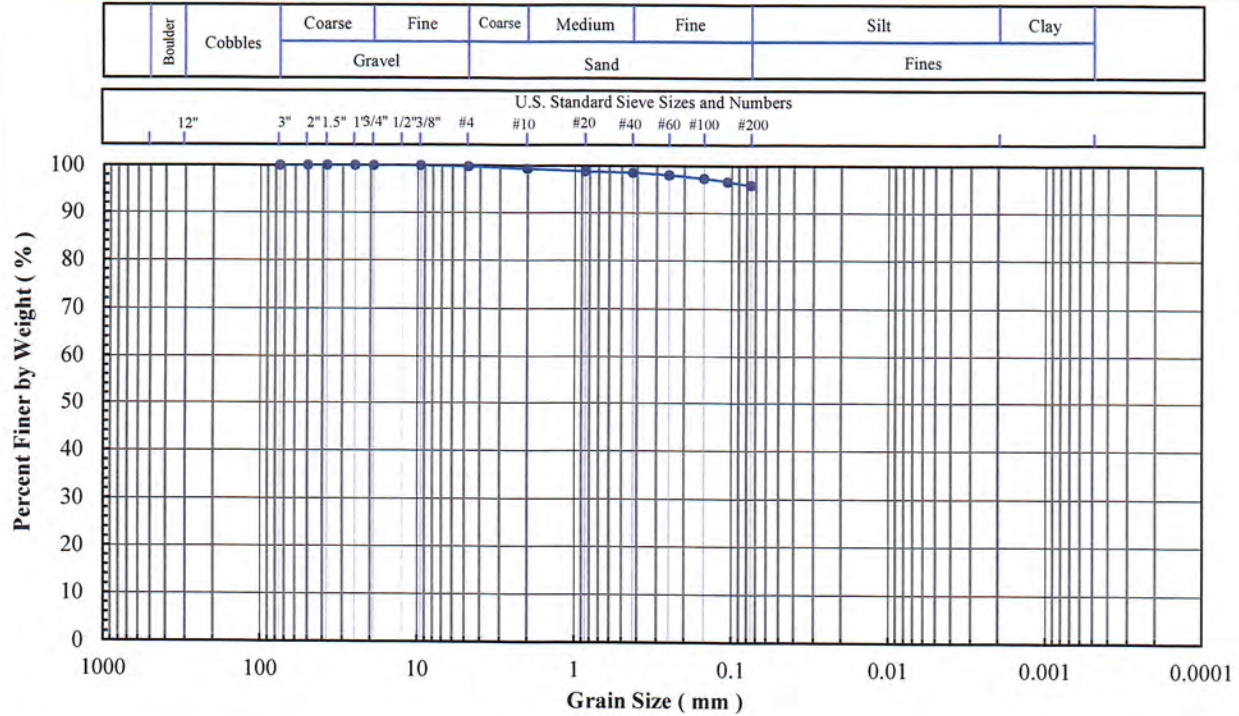 Boulder Cobbles Coarse Fine Coarse Medium Fine Silt Clay
Gravel Sand Fines
U.S. Standard Sieve Sizes and Numbers
12" 3" 2" 1.5" 1" 3/4" 1/2" 3/8" #4 #10 #20 #40 #60 #100 #200
Percent Finer by Weight ( % )
100
90
80
70
60
50
40
30
20
10
0
1000 100 10 1 0.1 0.01 0.001 0.0001
Grain Size ( mm )